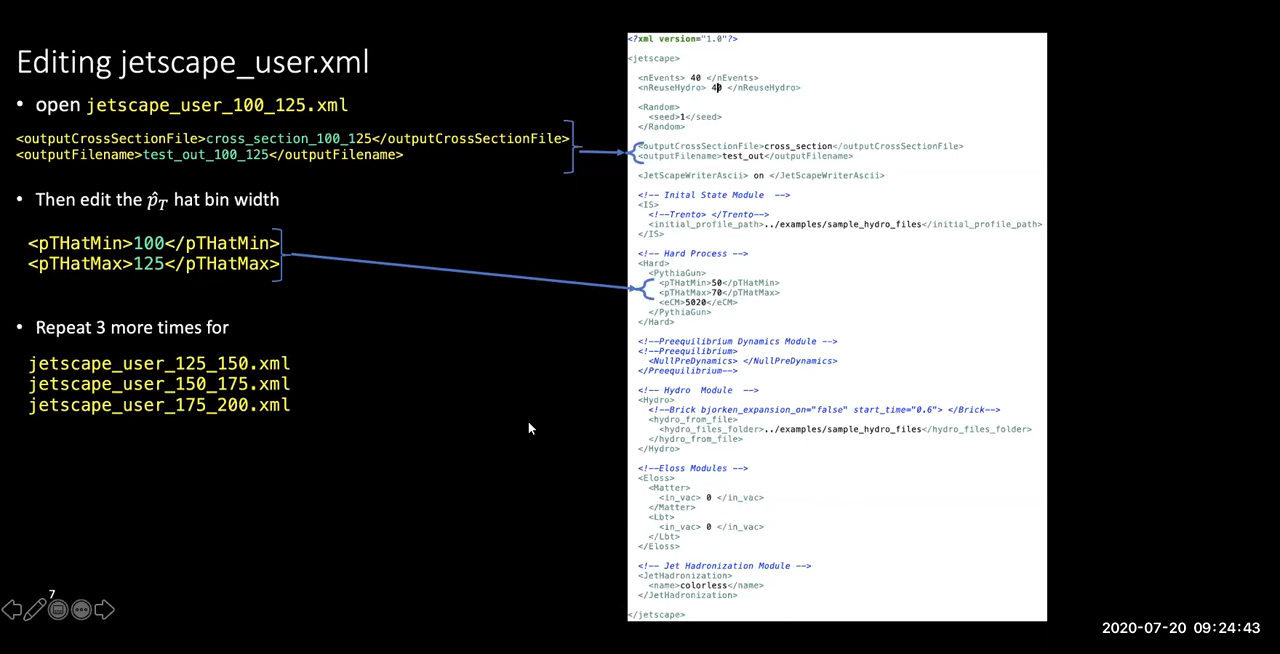 Editing jetscape_user.xml
• open jetscape_user_100_125.xml
<outputCrossSectionFile>cross_section_100_125</outputCrossSectionFile>
<outputFilename>test_out_100_125</outputFilename>
• Then edit the p̂_T hat bin width
<pTHatMin>100</pTHatMin>
<pTHatMax>125</pTHatMax>
• Repeat 3 more times for
jetscape_user_125_150.xml
jetscape_user_150_175.xml
jetscape_user_175_200.xml
<?xml version="1.0"?>
<jetscape>
<nEvents> 40 </nEvents>
<nReuseHydro> 40 </nReuseHydro>
<Random>
<seed>1</seed>
</Random>
<outputCrossSectionFile>cross_section</outputCrossSectionFile>
<outputFilename>test_out</outputFilename>
<JetScapeWriterAscii> on </JetScapeWriterAscii>
<!-- Inital State Module  -->
<IS>
<!--Trento> </Trento-->
<initial_profile_path>../examples/sample_hydro_files</initial_profile_path>
</IS>
<!-- Hard Process -->
<Hard>
<PythiaGun>
<pTHatMin>50</pTHatMin>
<pTHatMax>70</pTHatMax>
<eCM>5020</eCM>
</PythiaGun>
</Hard>
<!--Preequilibrium Dynamics Module -->
<!--Preequilibrium>
<NullPreDynamics> </NullPreDynamics>
</Preequilibrium-->
<!-- Hydro  Module  -->
<Hydro>
<!--Brick bjorken_expansion_on="false" start_time="0.6"> </Brick-->
<hydro_from_file>
<hydro_files_folder>../examples/sample_hydro_files</hydro_files_folder>
</hydro_from_file>
</Hydro>
<!--Eloss Modules -->
<Eloss>
<Matter>
<in_vac> 0 </in_vac>
</Matter>
<Lbt>
<in_vac> 0 </in_vac>
</Lbt>
</Eloss>
<!-- Jet Hadronization Module -->
<JetHadronization>
<name>colorless</name>
</JetHadronization>
</jetscape>
7
2020-07-20 09:24:43